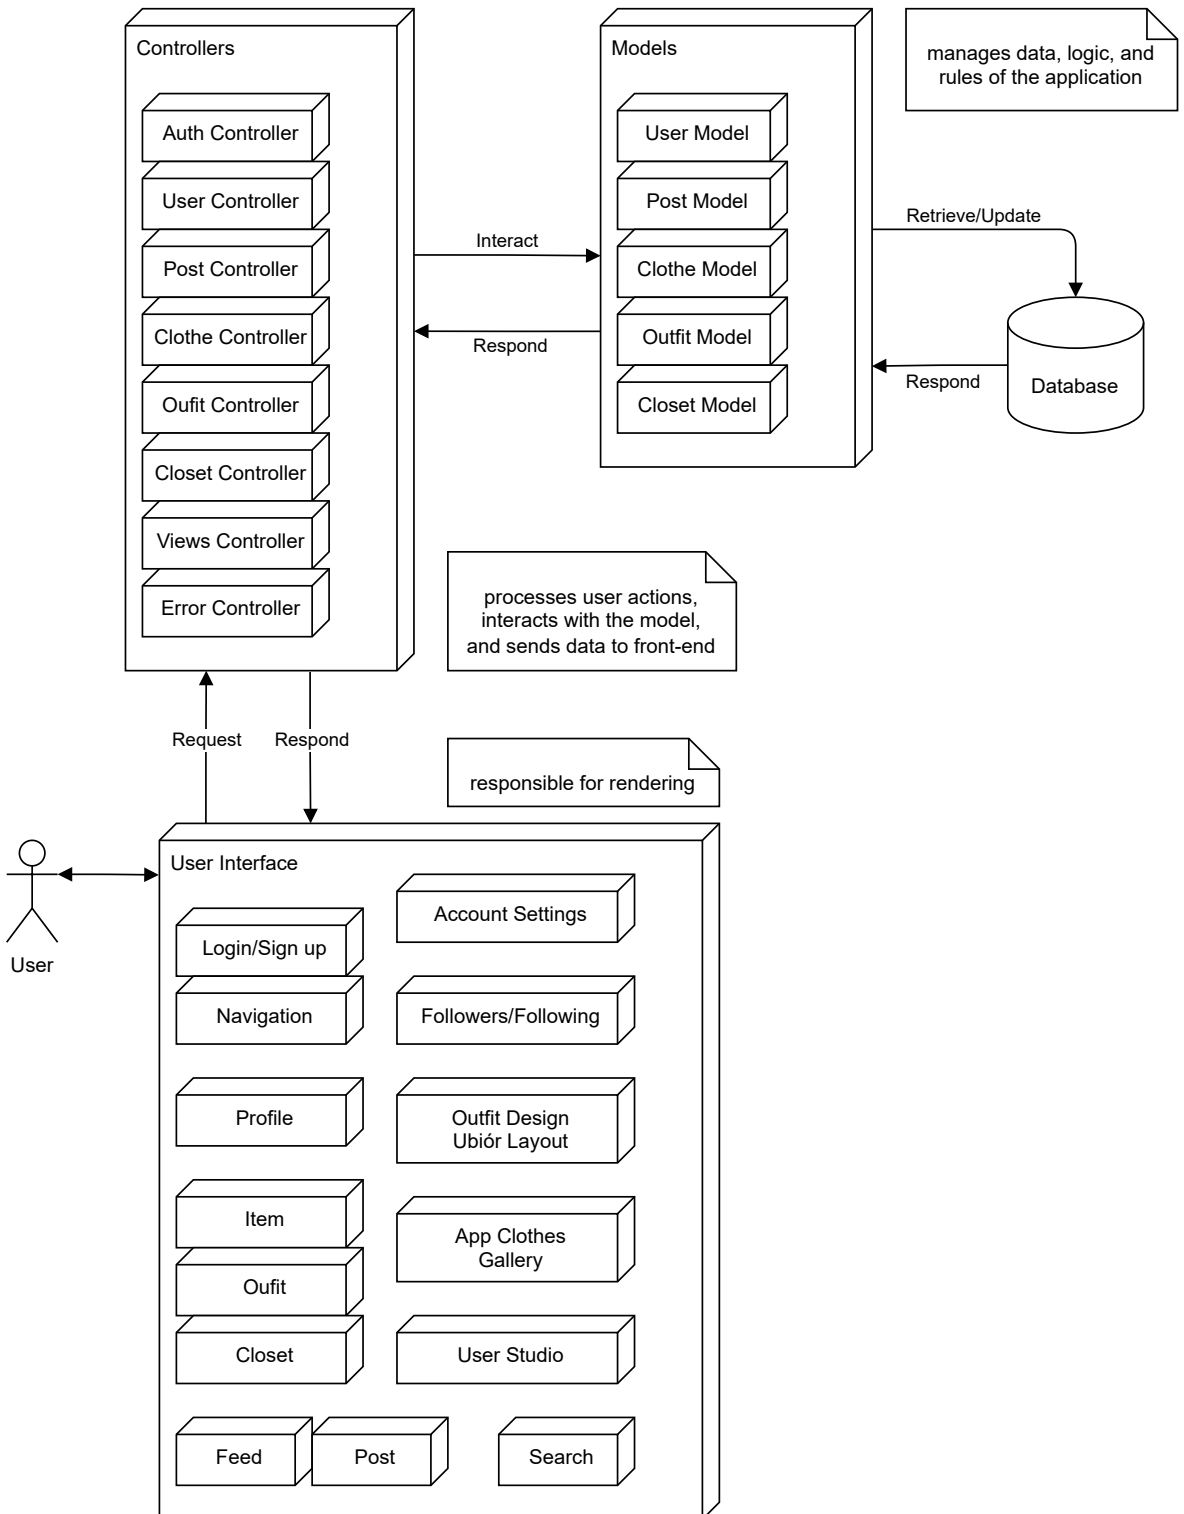 Controllers
Auth Controller
User Controller
Post Controller
Clothe Controller
Oufit Controller
Closet Controller
Views Controller
Error Controller
Interact
Respond
Models
User Model
Post Model
Clothe Model
Outfit Model
Closet Model
manages data, logic, and
rules of the application
Retrieve/Update
Respond
Database
processes user actions,
interacts with the model,
and sends data to front-end
Request
Respond
responsible for rendering
User
User Interface
Login/Sign up
Navigation
Profile
Item
Oufit
Closet
Account Settings
Followers/Following
Outfit Design
Ubiór Layout
App Clothes
Gallery
User Studio
Feed
Post
Search